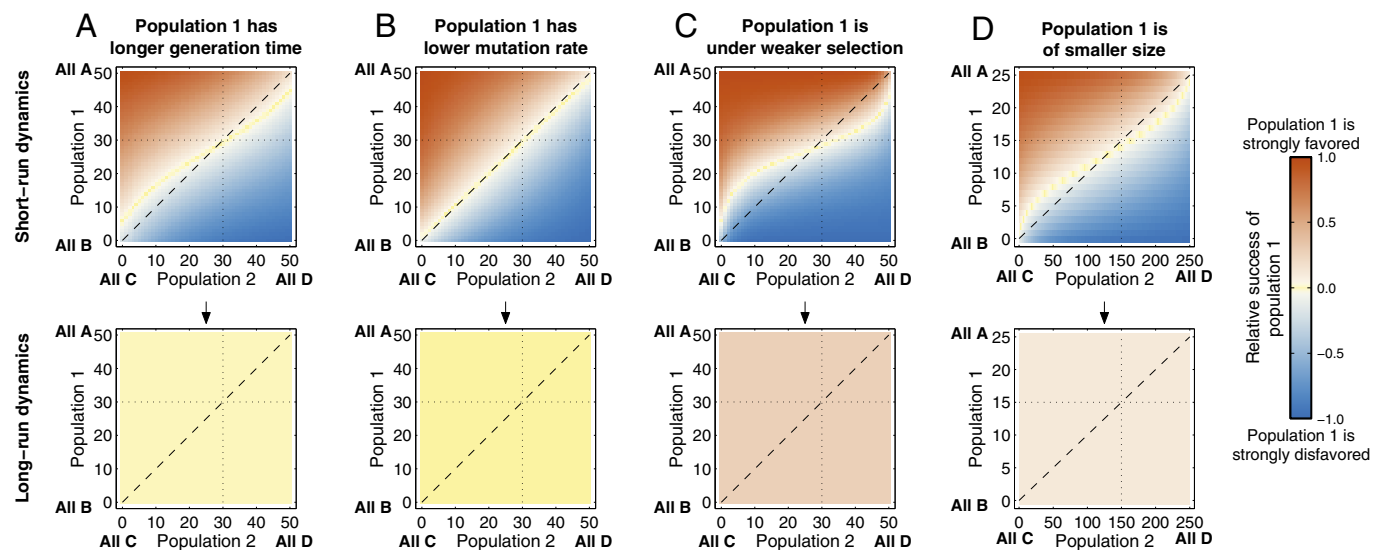 A
Population 1 has
longer generation time
B
Population 1 has
lower mutation rate
C
Population 1 is
under weaker selection
D
Population 1 is
of smaller size
Short−run dynamics
All A
50
40
30
20
10
0
All B
Population 1
0 10 20 30 40 50
All C Population 2 All D
All A
50
40
30
20
10
0
All B
Population 1
0 10 20 30 40 50
All C Population 2 All D
All A
50
40
30
20
10
0
All B
Population 1
0 10 20 30 40 50
All C Population 2 All D
All A
25
20
15
10
5
0
All B
Population 1
0 50 100 150 200 250
All C Population 2 All D
Long−run dynamics
All A
50
40
30
20
10
0
All B
Population 1
0 10 20 30 40 50
All C Population 2 All D
All A
50
40
30
20
10
0
All B
Population 1
0 10 20 30 40 50
All C Population 2 All D
All A
50
40
30
20
10
0
All B
Population 1
0 10 20 30 40 50
All C Population 2 All D
All A
25
20
15
10
5
0
All B
Population 1
0 50 100 150 200 250
All C Population 2 All D
Population 1 is
strongly favored
1.0
0.5
0.0
−0.5
−1.0
Relative success of
population 1
Population 1 is
strongly disfavored